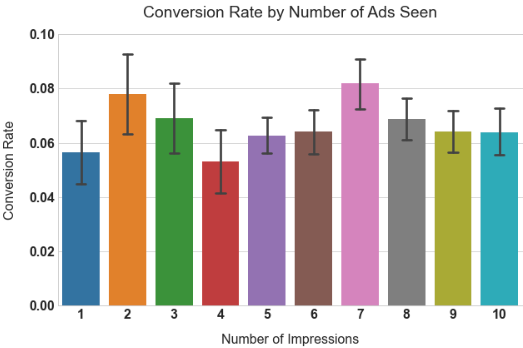 Conversion Rate by Number of Ads Seen
0.10
0.08
0.06
0.04
0.02
0.00
Conversion Rate
1 2 3 4 5 6 7 8 9 10
Number of Impressions